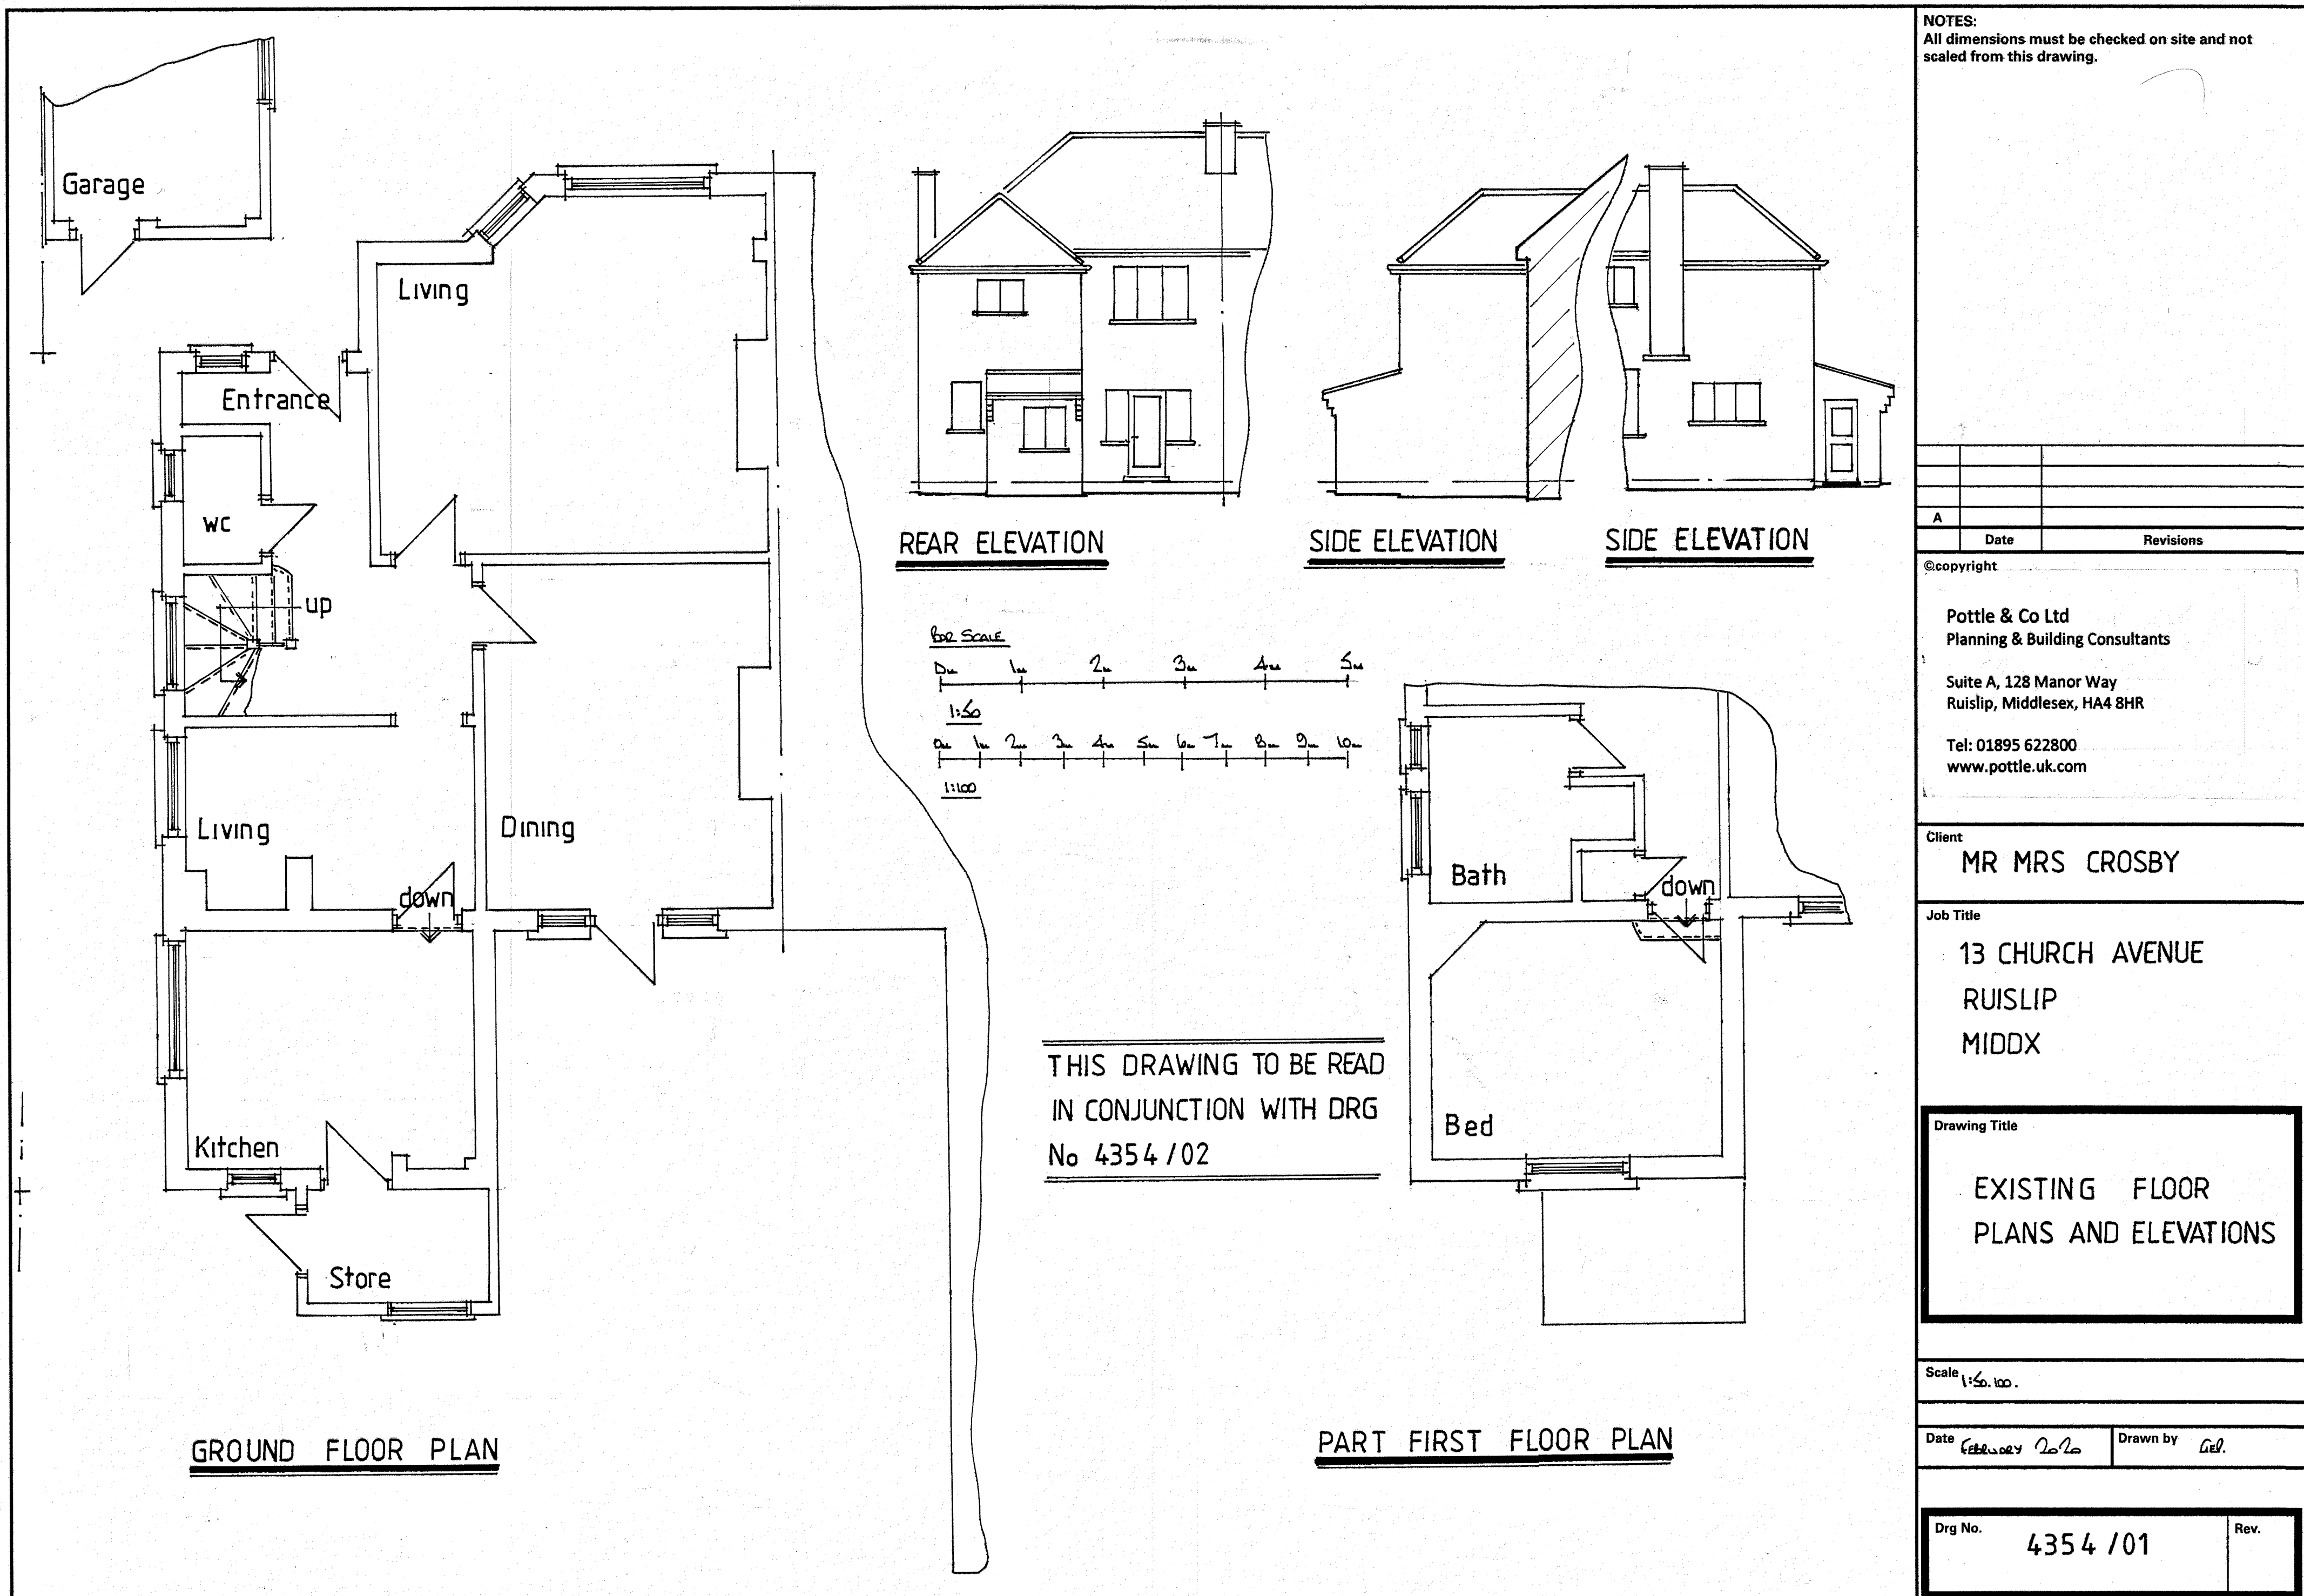 Garage
Living
Entrance
WC
up
Living
Dining
down
Kitchen
Store
GROUND FLOOR PLAN
REAR ELEVATION
SIDE ELEVATION
SIDE ELEVATION
BAR SCALE
0m 1m 2m 3m 4m 5m
1:50
0m 1m 2m 3m 4m 5m 6m 7m 8m 9m 10m
1:100
THIS DRAWING TO BE READ
IN CONJUNCTION WITH DRG
No 4354/02
Bath
down
Bed
PART FIRST FLOOR PLAN
NOTES:
All dimensions must be checked on site and not
scaled from this drawing.
A
Date Revisions
©copyright
Pottle & Co Ltd
Planning & Building Consultants
Suite A, 128 Manor Way
Ruislip, Middlesex, HA4 8HR
Tel: 01895 622800
www.pottle.uk.com
Client
MR MRS CROSBY
Job Title
13 CHURCH AVENUE
RUISLIP
MIDDX
Drawing Title
EXISTING FLOOR
PLANS AND ELEVATIONS
Scale 1:50.100.
Date FEBRUARY 2020 Drawn by
Drg No. 4354/01 Rev.